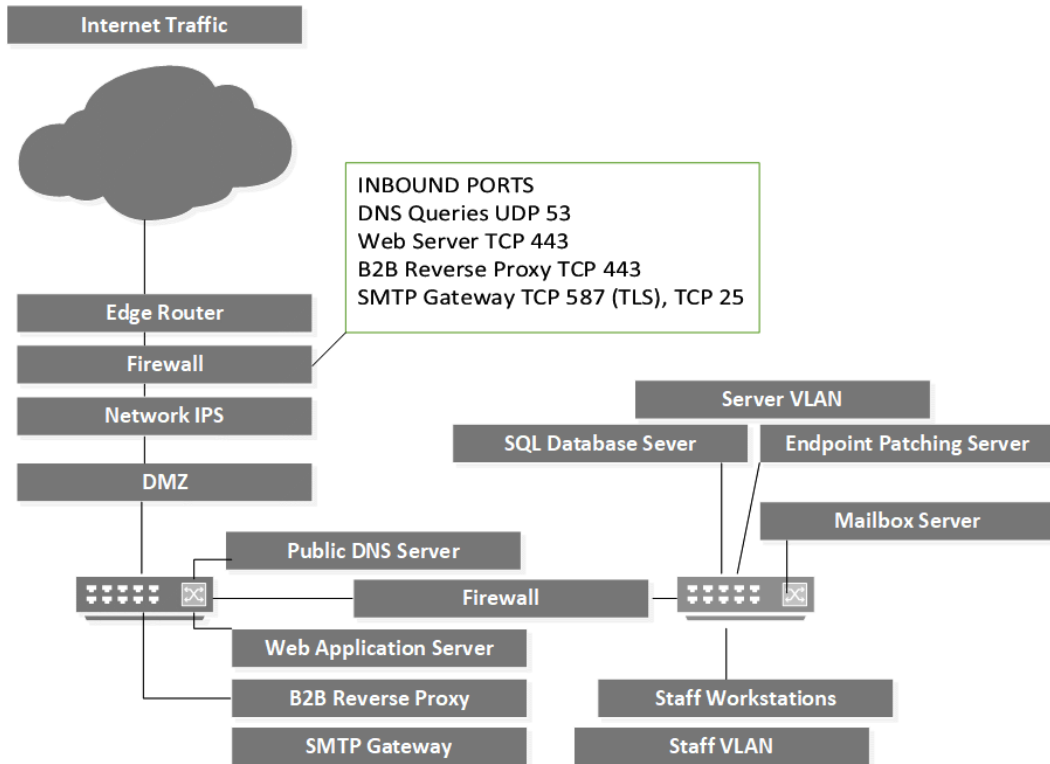 Internet Traffic
INBOUND PORTS
DNS Queries UDP 53
Web Server TCP 443
B2B Reverse Proxy TCP 443
SMTP Gateway TCP 587 (TLS), TCP 25
Edge Router
Firewall
Network IPS
DMZ
Server VLAN
SQL Database Sever
Endpoint Patching Server
Mailbox Server
Public DNS Server
Firewall
Web Application Server
B2B Reverse Proxy
SMTP Gateway
Staff Workstations
Staff VLAN